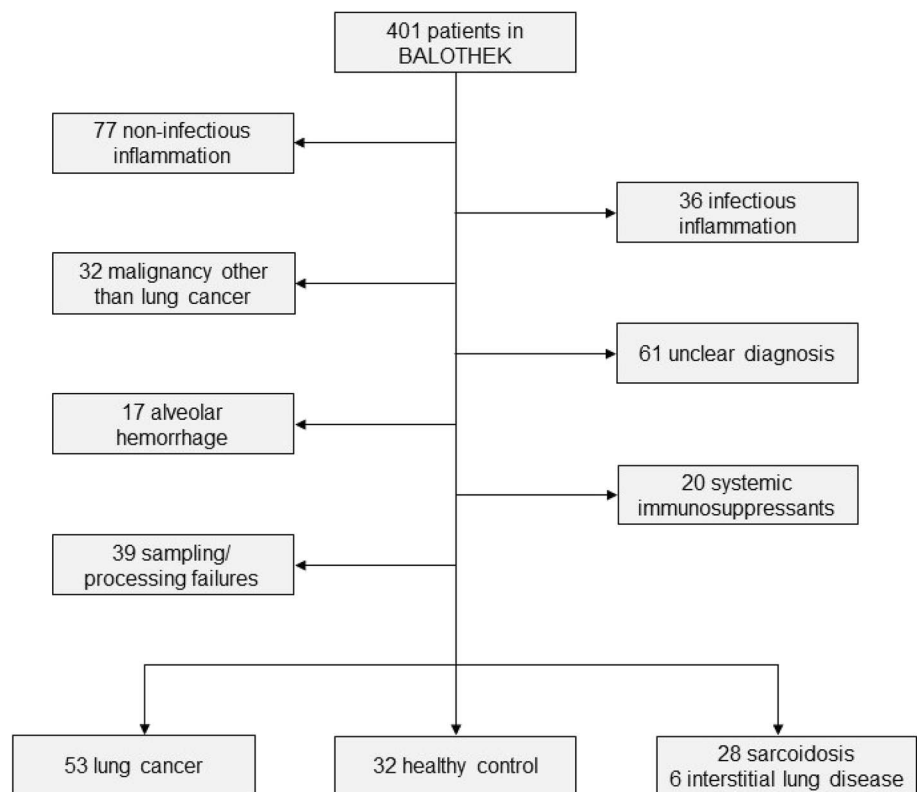 401 patients in
BALOTHEK
77 non-infectious
inflammation
36 infectious
inflammation
32 malignancy other
than lung cancer
61 unclear diagnosis
17 alveolar
hemorrhage
20 systemic
immunosuppressants
39 sampling/
processing failures
53 lung cancer
32 healthy control
28 sarcoidosis
6 interstitial lung disease